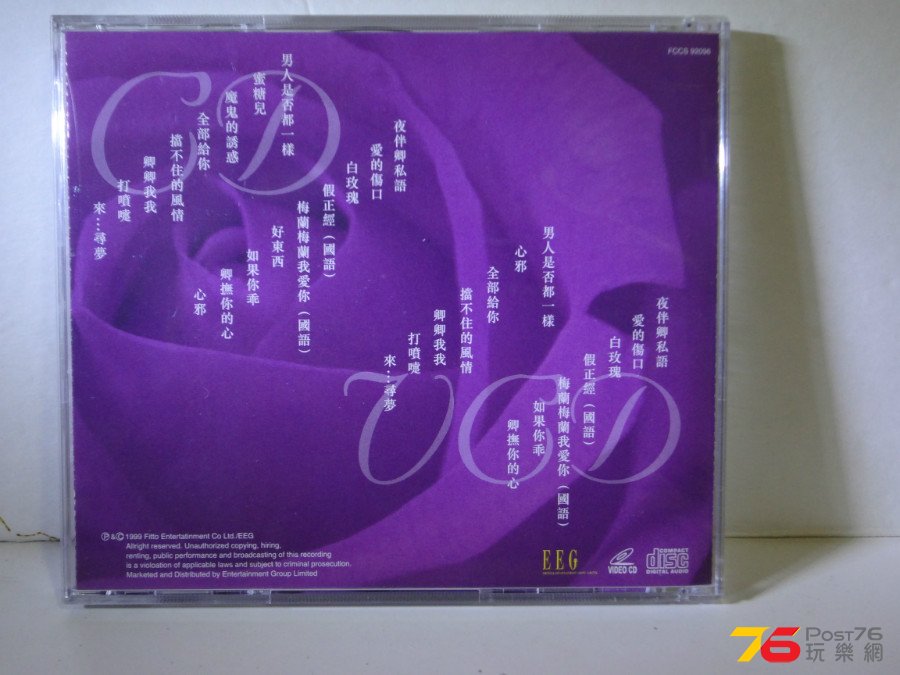 FCCS 92096
CD
男人是否都一樣
蜜糖兒
魔鬼的誘惑
全部給你
擋不住的風情
卿卿我我
打噴嚏
來…尋夢
夜伴卿私語
愛的傷口
白玫瑰
假正經（國語）
梅蘭梅蘭我愛你（國語）
好東西
如果你乖
卿撫你的心
心邪
VCD
男人是否都一樣
心邪
全部給你
擋不住的風情
卿卿我我
打噴嚏
來…尋夢
夜伴卿私語
愛的傷口
白玫瑰
假正經（國語）
梅蘭梅蘭我愛你（國語）
如果你乖
卿撫你的心
Ⓟ&© 1999 Fitto Entertatinment Co Ltd./EEG
Allright reserved. Unauthorized copying, hiring,
renting, public performance and broadcasting of this recording
is a violoation of applicable laws and subject to criminal prosecution.
Marketed and Distributed by Entertainment Group Limited
EEG
VIDEO CD
COMPACT
disc
DIGITAL AUDIO
76 Post76
玩樂網